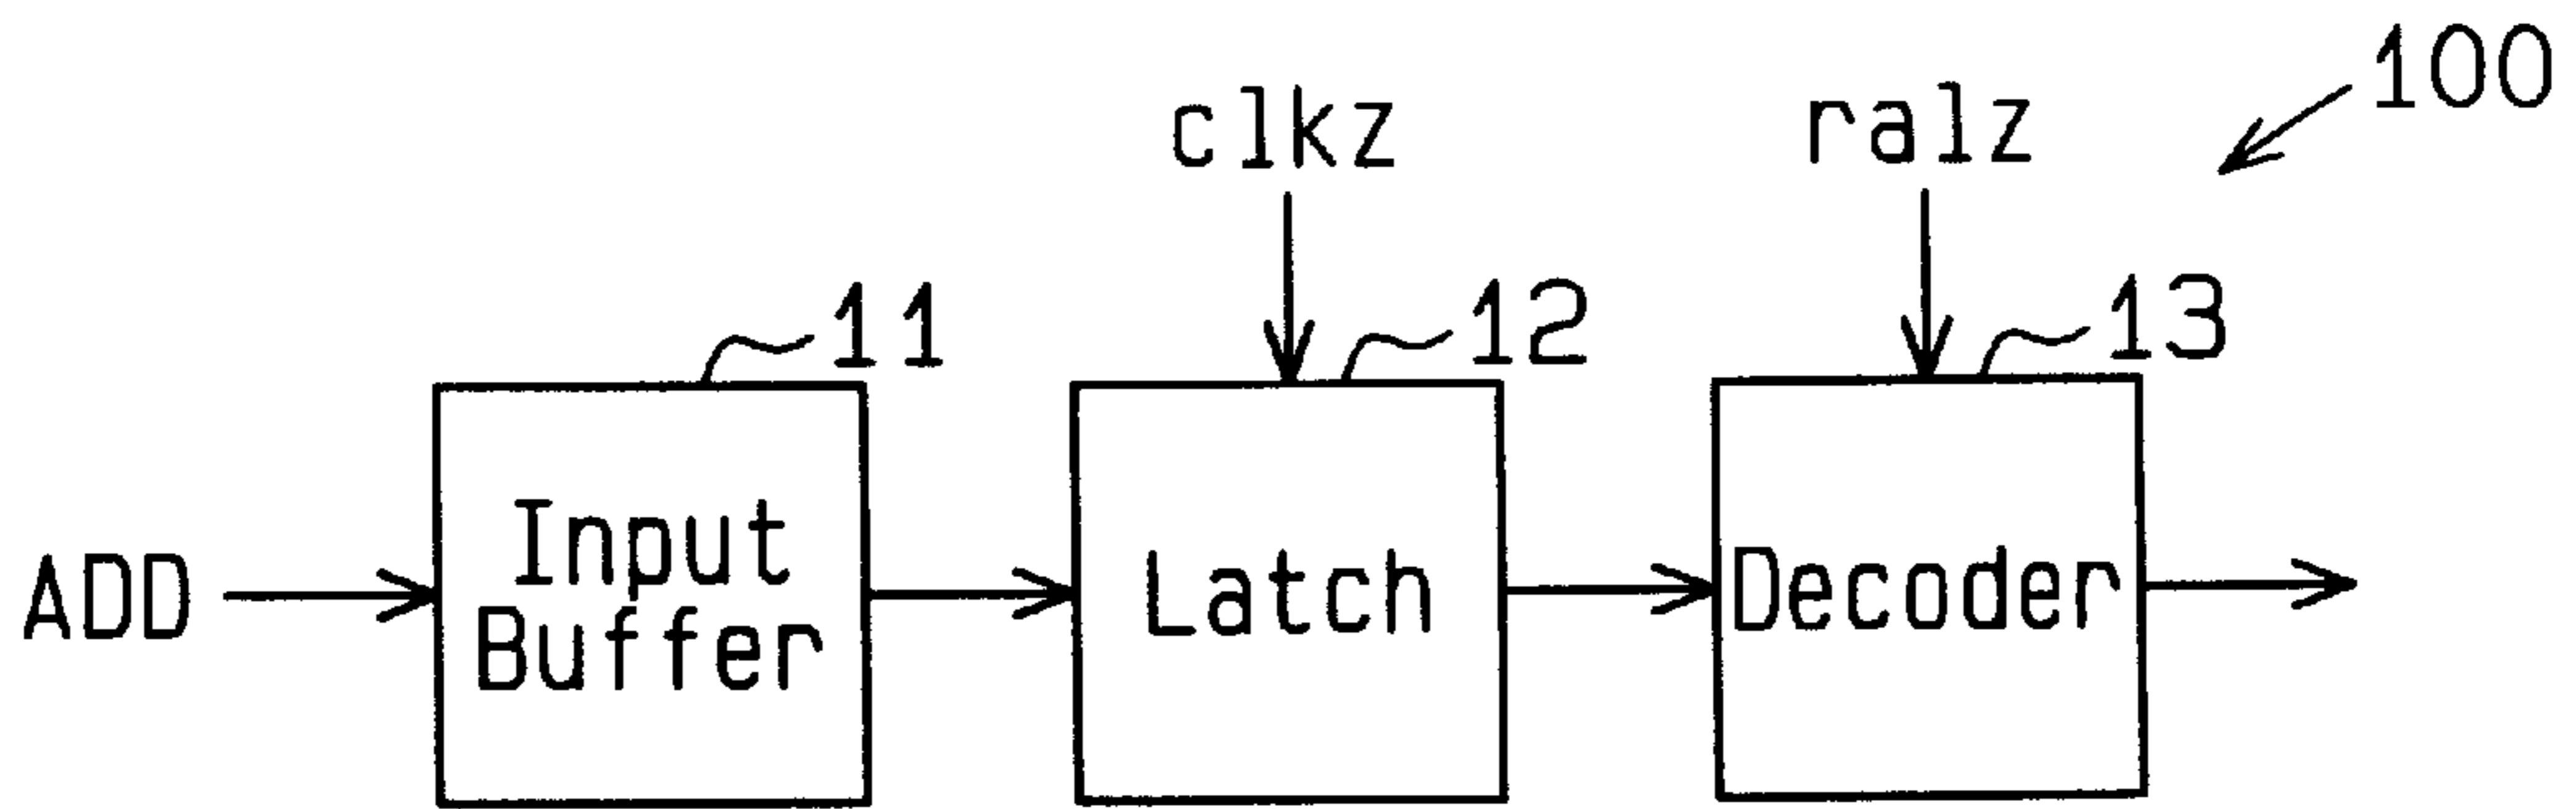 100
clkz
ralz
11
12
13
ADD
Input
Buffer
Latch
Decoder